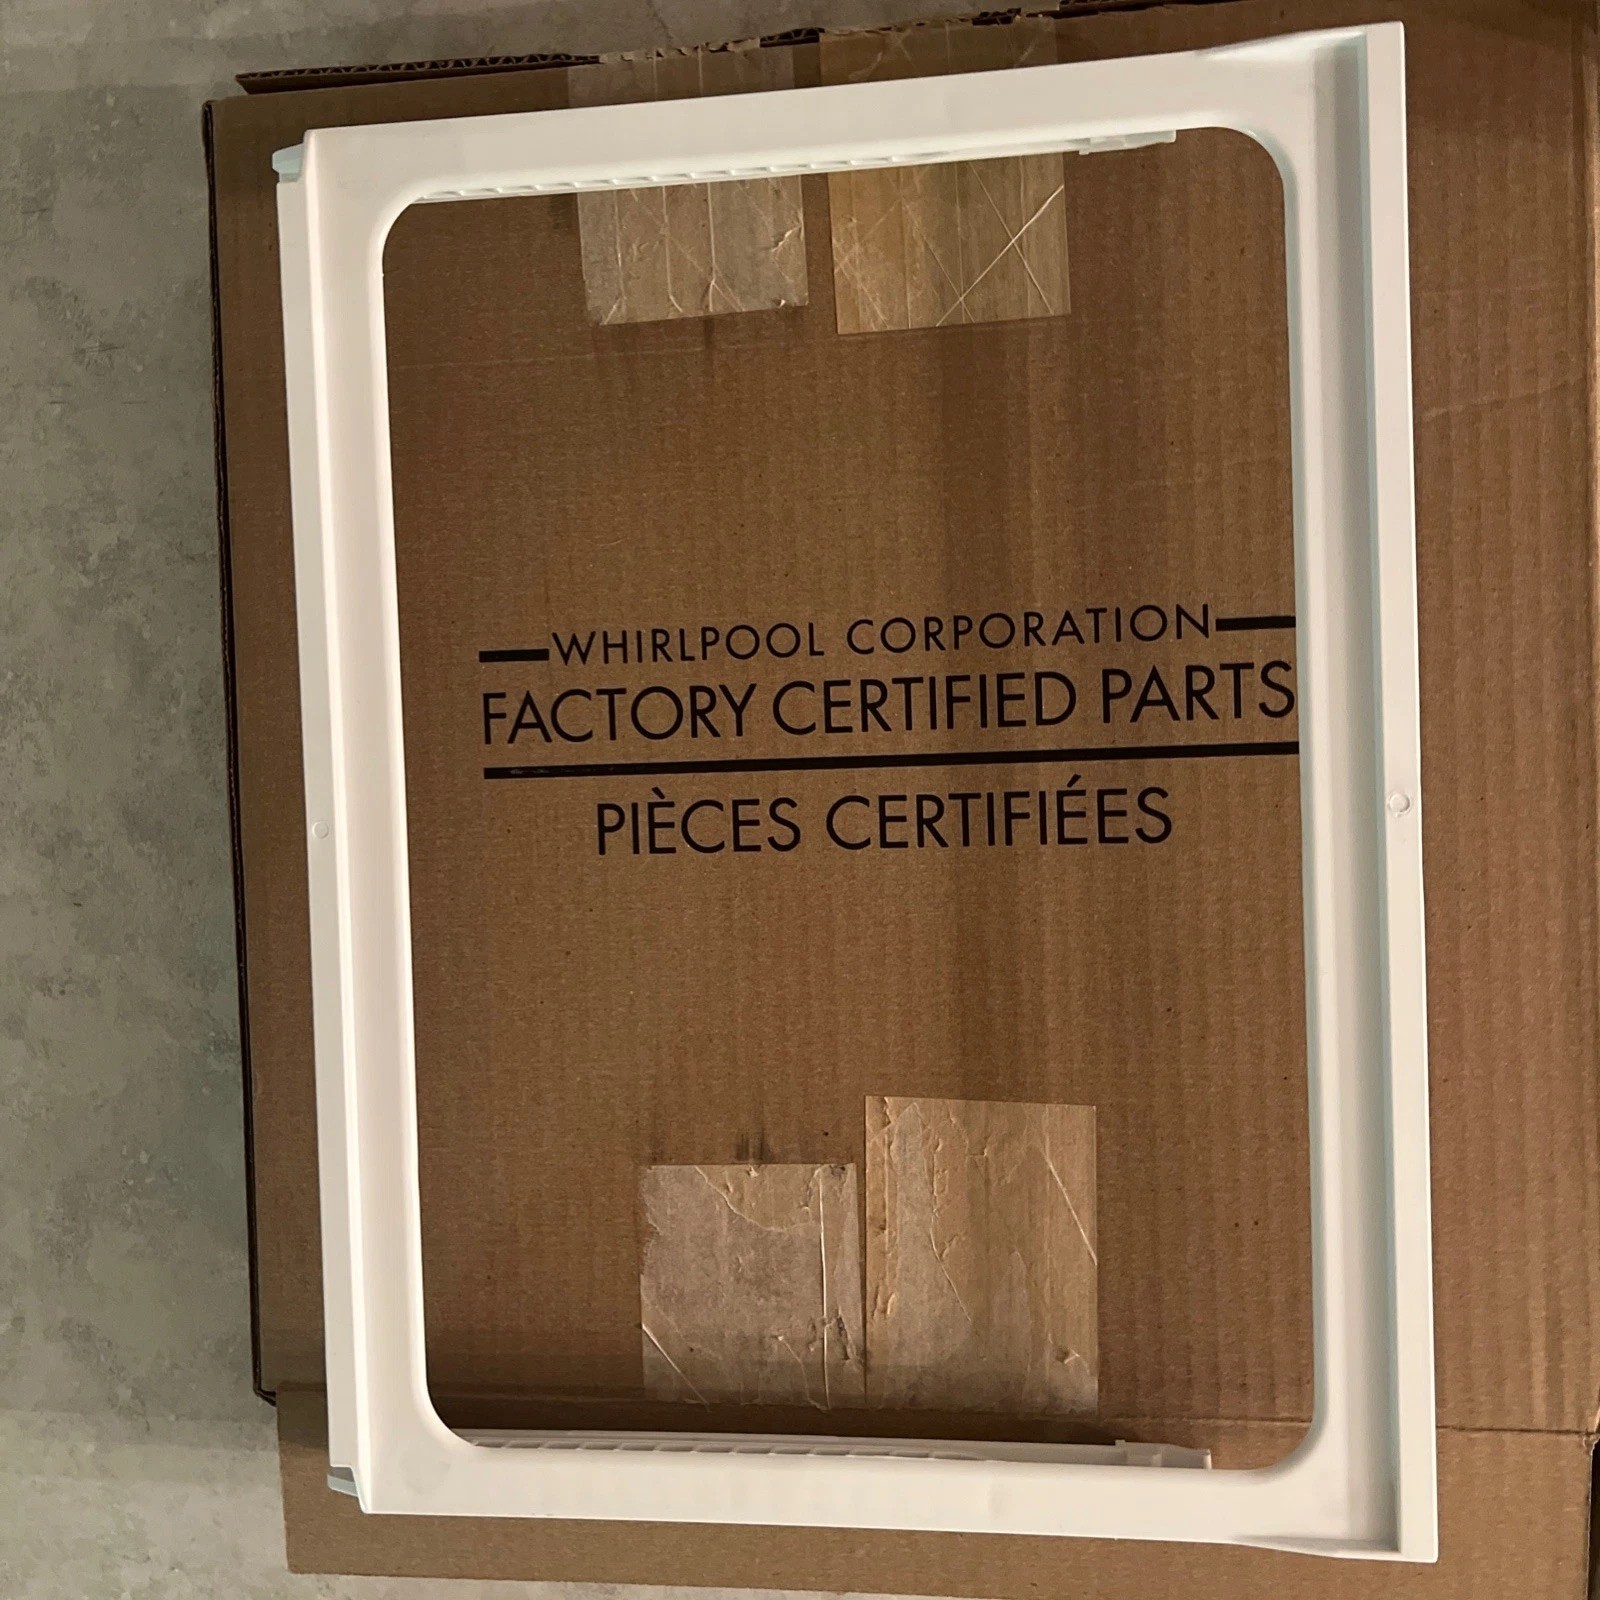 WHIRLPOOL CORPORATION
FACTORY CERTIFIED PARTS
PIÈCES CERTIFIÉES